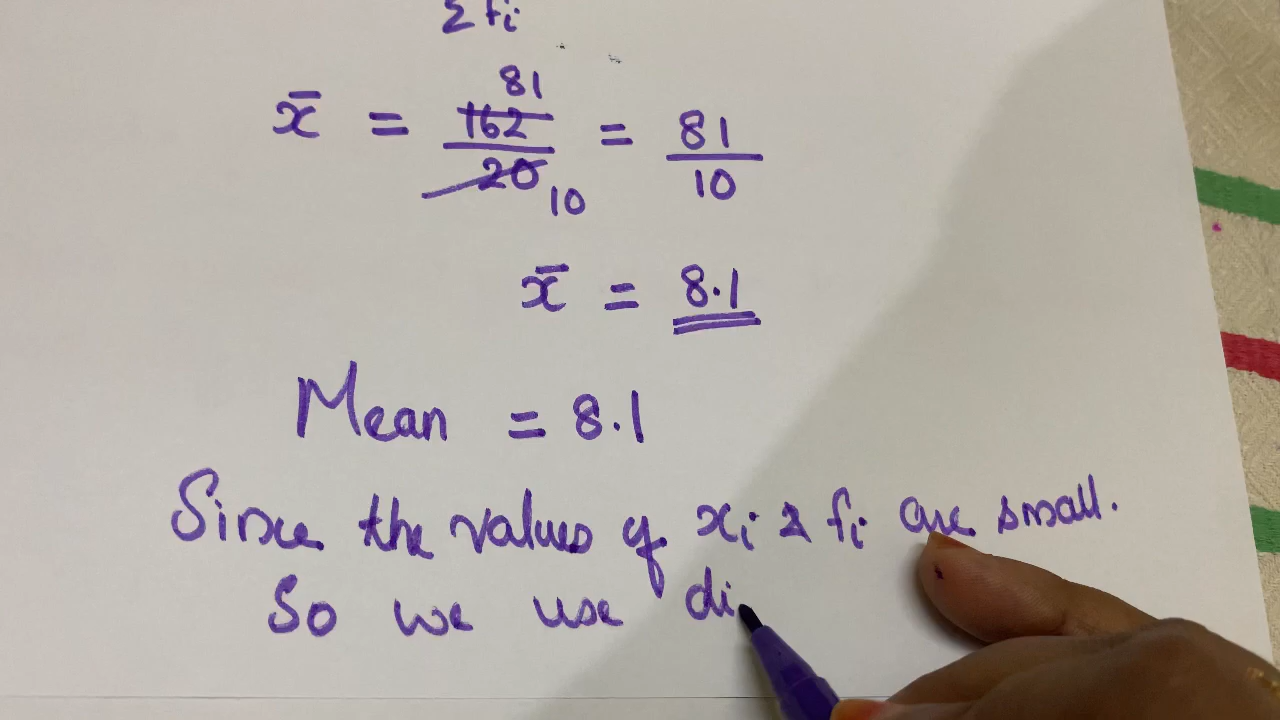 Σfi
81
x̄ = 162/20 = 81/10
10
x̄ = 8.1
Mean = 8.1
Since the values of xi & fi are small.
So we use di